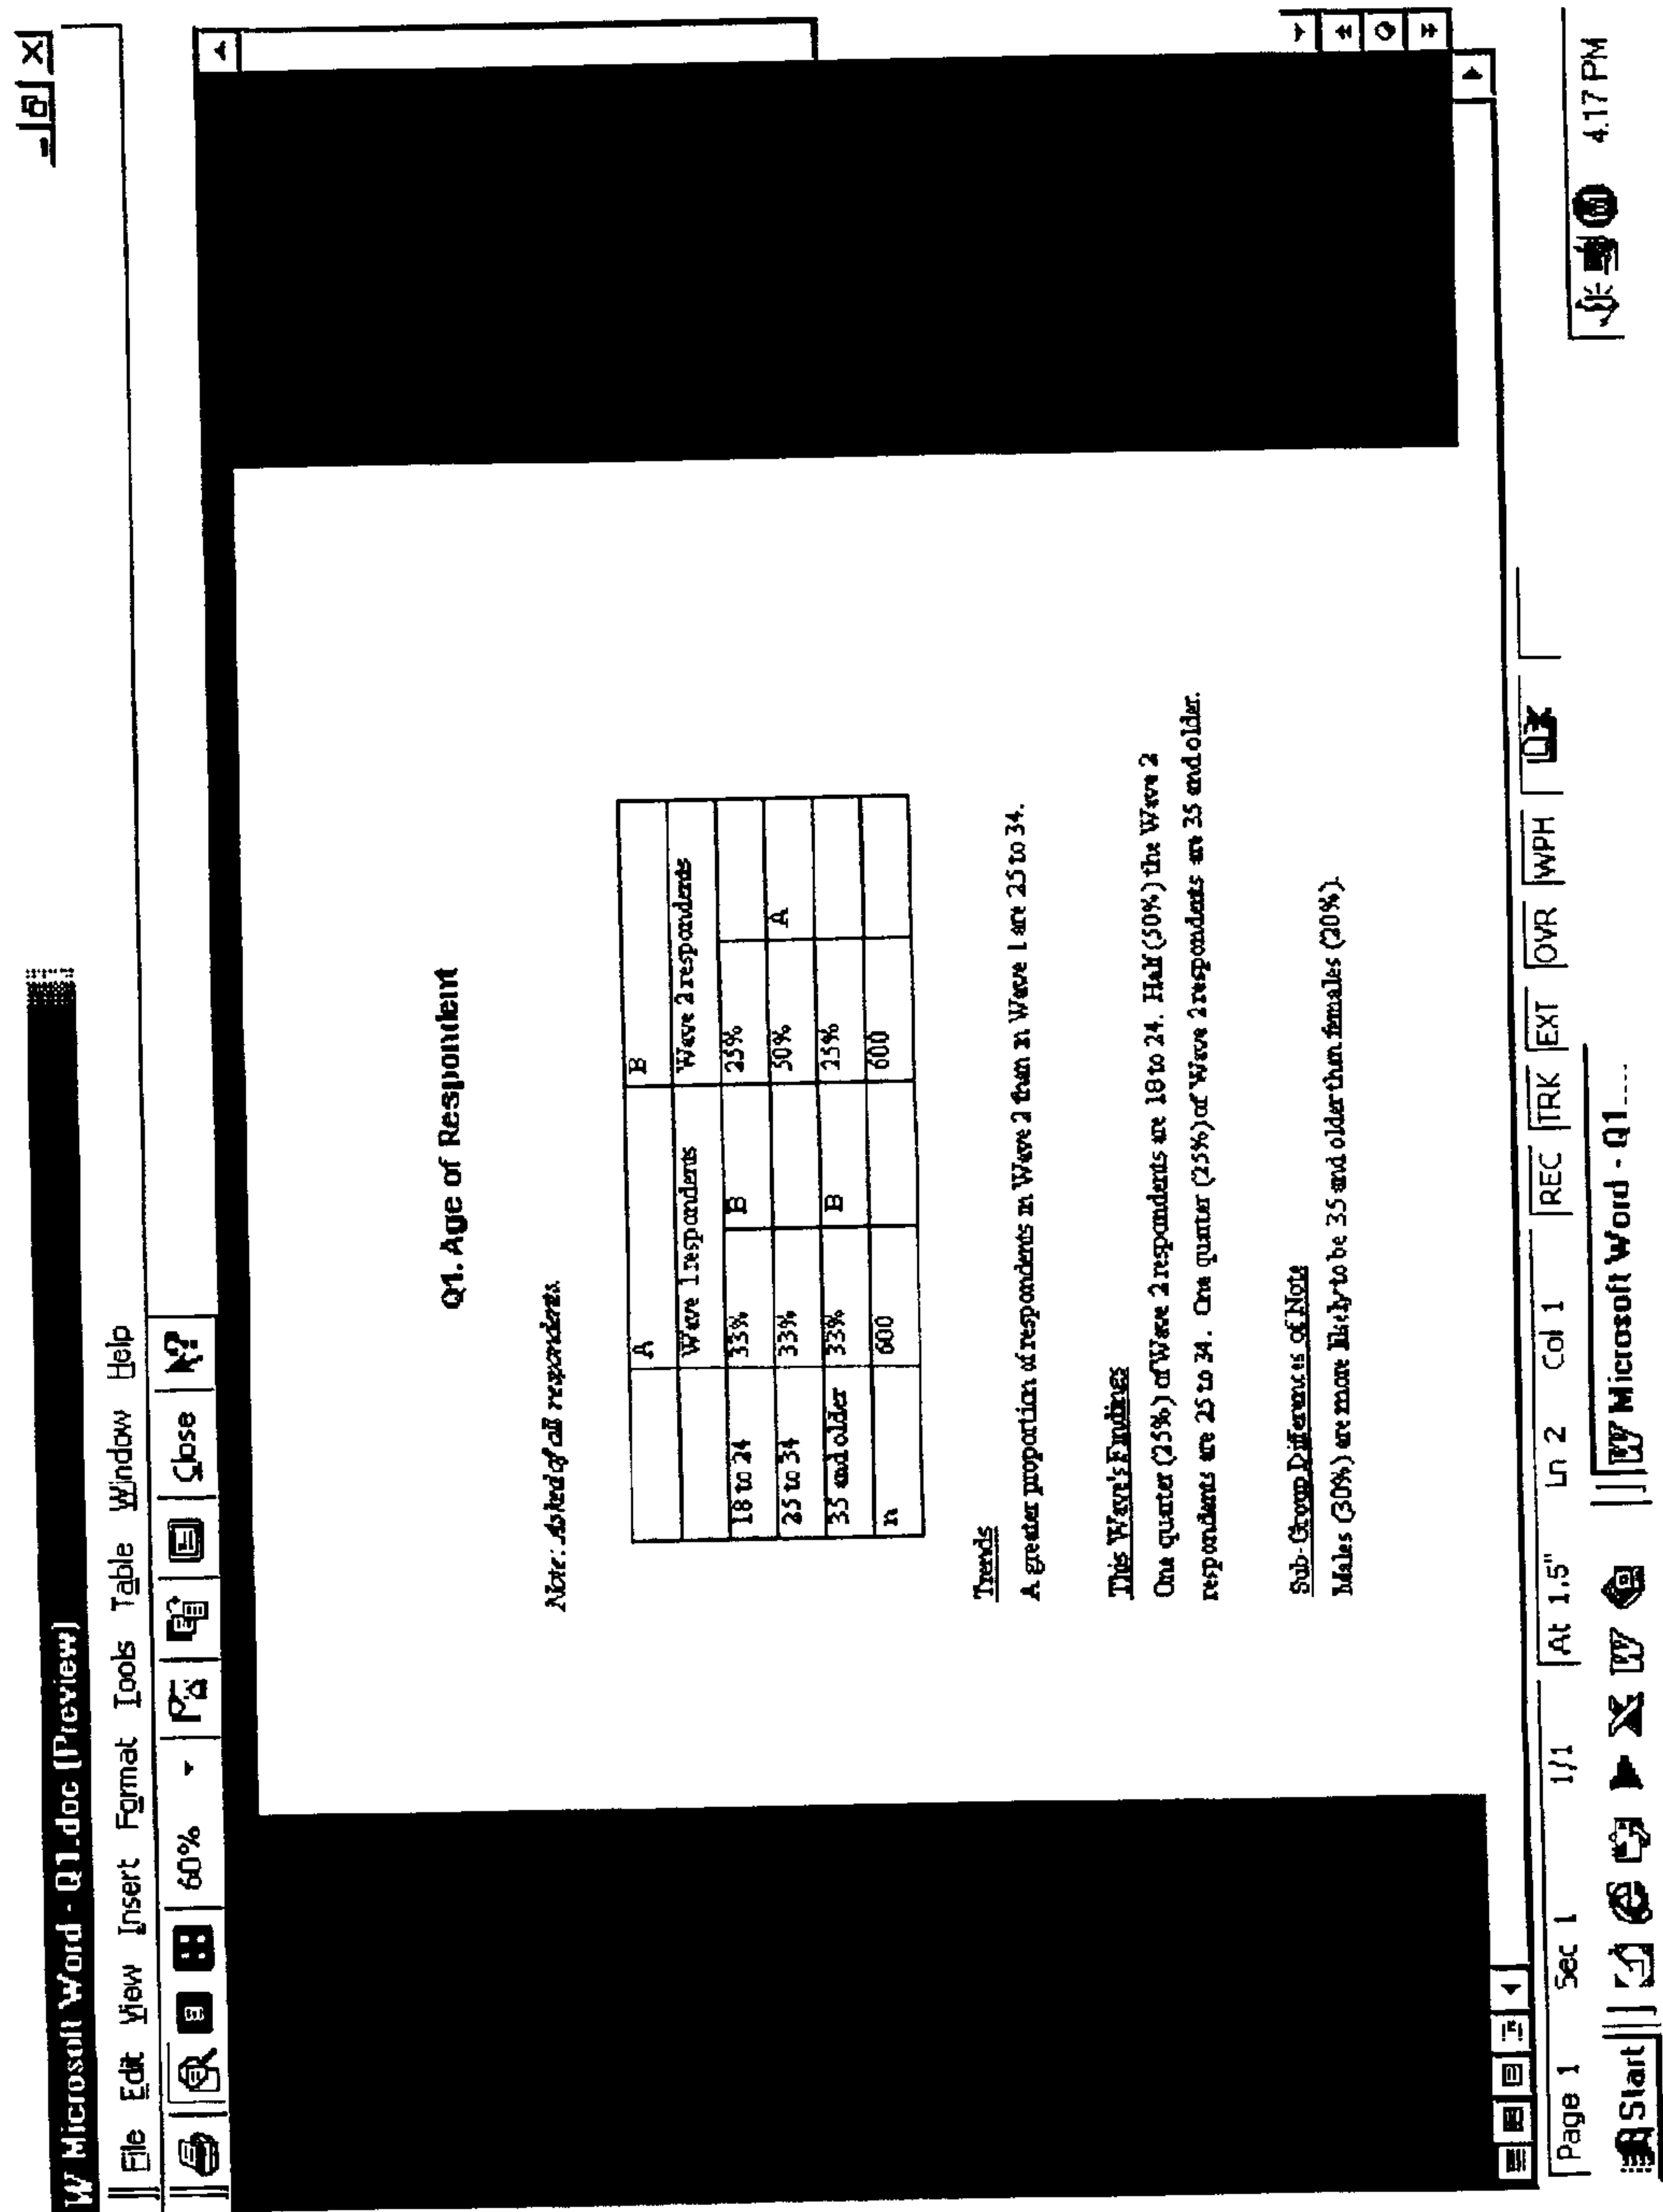 W Microsoft Word - Q1.doc (Preview)
File Edit View Insert Format Tools Table Window Help
60% Close
Q1. Age of Respondent
Note: Asked of all respondents.
A B
Wave 1 respondents Wave 2 respondents
18 to 24 33% B 25%
25 to 34 33% 50% A
35 and older 33% B 25%
n 600 600
Trends
A greater proportion of respondents in Wave 2 than in Wave 1 are 25 to 34.
This Wave's Findings
One quarter (25%) of Wave 2 respondents are 18 to 24. Half (50%) the Wave 2
respondents are 25 to 34. One quarter (25%) of Wave 2 respondents are 35 and older.
Sub-Group Differences of Note
Males (30%) are more likely to be 35 and older than females (20%).
Page 1 Sec 1 1/1 At 1.5" Ln 2 Col 1 REC TRK EXT OVR WPH
Start W Microsoft Word - Q1.... 4:17 PM